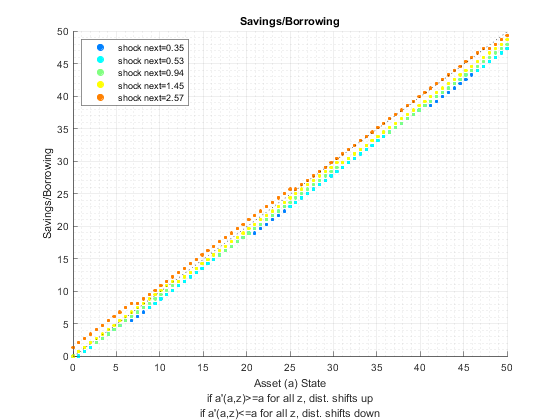 Savings/Borrowing
50
45
40
35
30
25
20
15
10
5
0
Savings/Borrowing
shock next=0.35
shock next=0.53
shock next=0.94
shock next=1.45
shock next=2.57
0 5 10 15 20 25 30 35 40 45 50
Asset (a) State
if a'(a,z)>=a for all z, dist. shifts up
if a'(a,z)<=a for all z, dist. shifts down